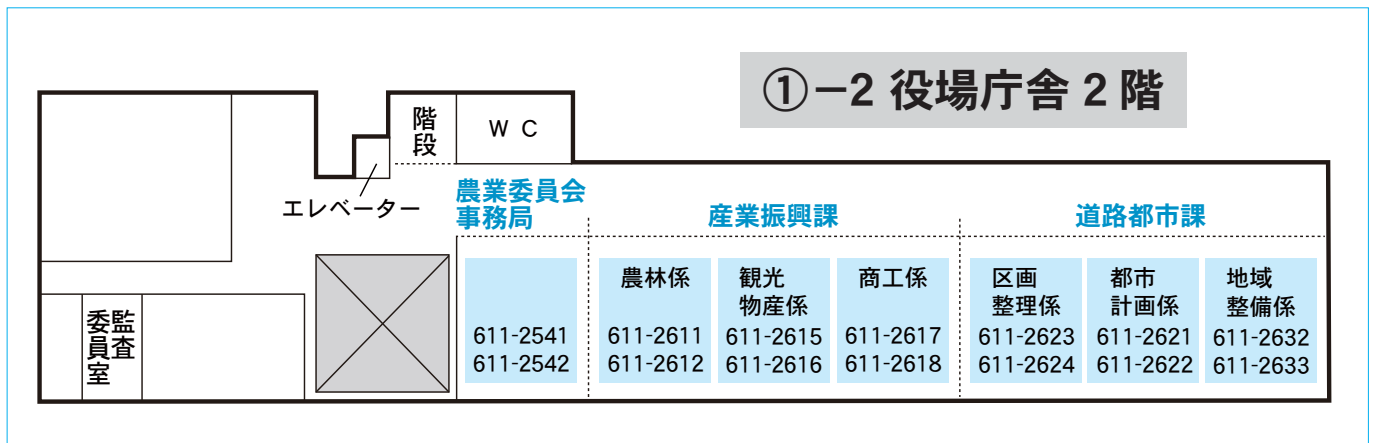 ①－2 役場庁舎 2 階
階段
W C
エレベーター
農業委員会
事務局
産業振興課
道路都市課
監査
委員室
611-2541
611-2542
農林係
611-2611
611-2612
観光
物産係
611-2615
611-2616
商工係
611-2617
611-2618
区画
整理係
611-2623
611-2624
都市
計画係
611-2621
611-2622
地域
整備係
611-2632
611-2633